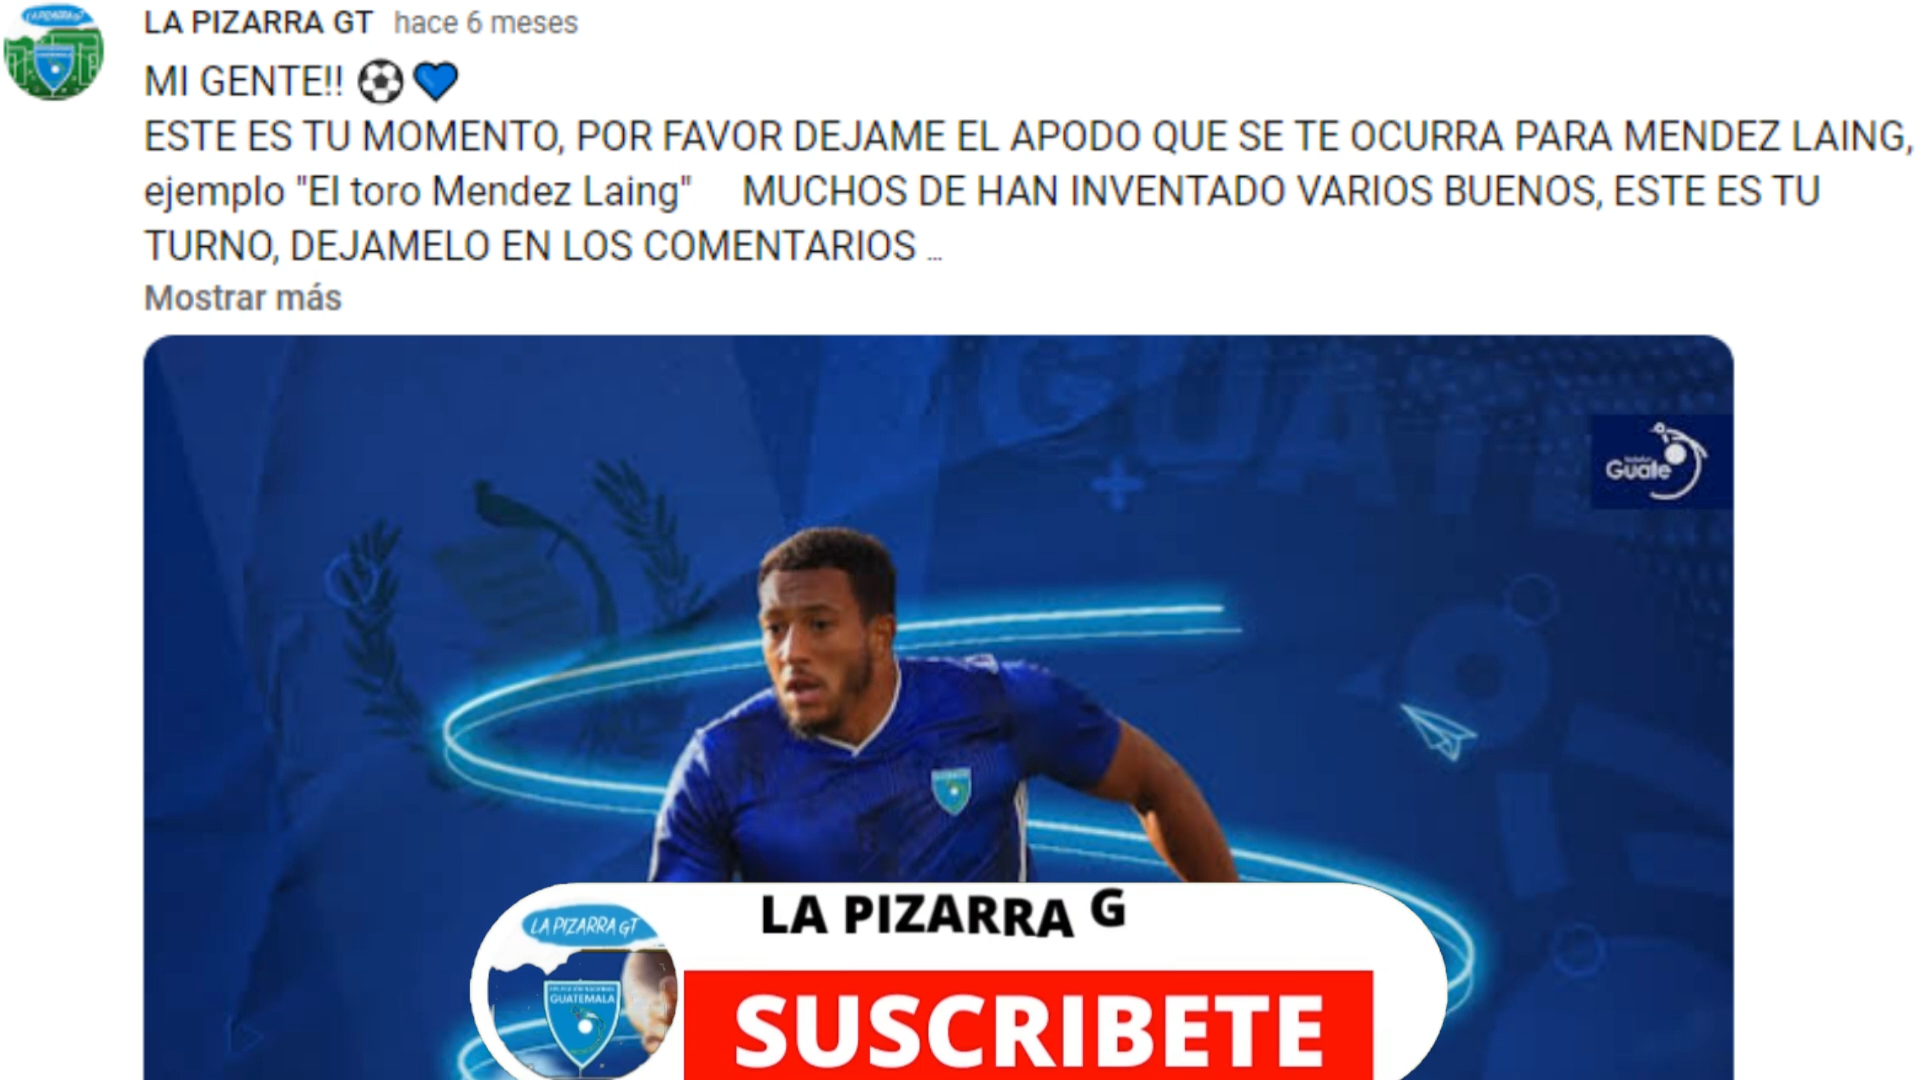 LA PIZARRA GT hace 6 meses
MI GENTE!! ⚽💙
ESTE ES TU MOMENTO, POR FAVOR DEJAME EL APODO QUE SE TE OCURRA PARA MENDEZ LAING,
ejemplo "El toro Mendez Laing" MUCHOS DE HAN INVENTADO VARIOS BUENOS, ESTE ES TU
TURNO, DEJAMELO EN LOS COMENTARIOS ...
Mostrar más
GUATE
Guate
LA PIZARRA G
LA PIZARRA GT
GUATEMALA
SUSCRIBETE